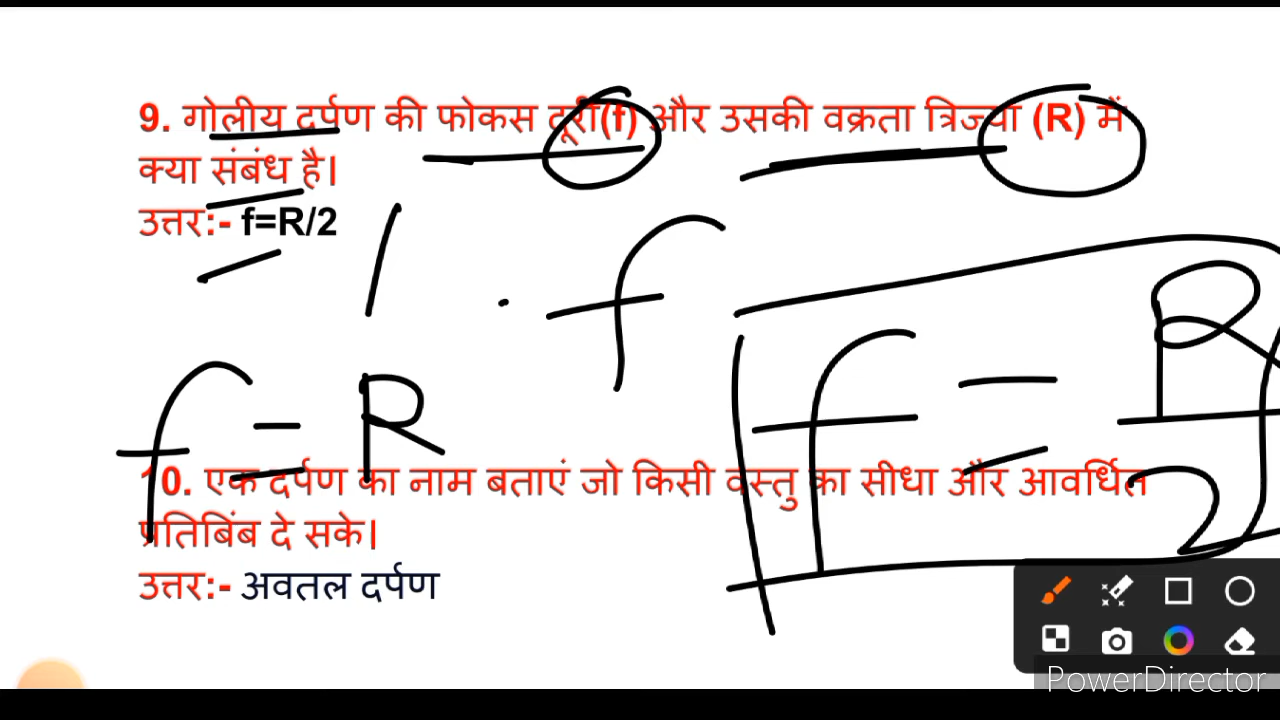 9. गोलीय दर्पण की फोकस दूरी(f) और उसकी वक्रता त्रिज्या (R) में
क्या संबंध है।
उत्तर:- f=R/2
f
f = R
f = R/2
10. एक दर्पण का नाम बताएं जो किसी वस्तु का सीधा और आवर्धित
प्रतिबिंब दे सके।
उत्तर:- अवतल दर्पण
PowerDirector